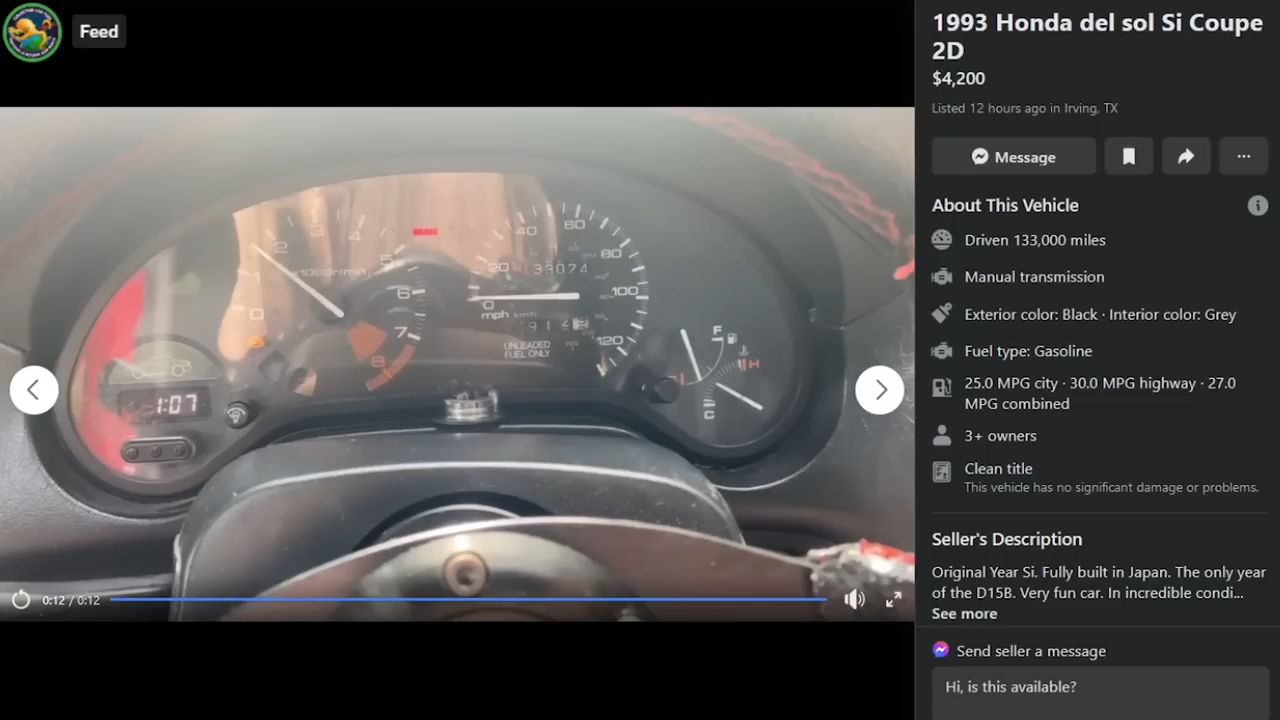 Feed
1993 Honda del sol Si Coupe
2D
$4,200
Listed 12 hours ago in Irving, TX
Message
About This Vehicle
Driven 133,000 miles
Manual transmission
Exterior color: Black · Interior color: Grey
Fuel type: Gasoline
25.0 MPG city · 30.0 MPG highway · 27.0
MPG combined
3+ owners
Clean title
This vehicle has no significant damage or problems.
Seller's Description
Original Year Si. Fully built in Japan. The only year
of the D15B. Very fun car. In incredible condi...
See more
Send seller a message
Hi, is this available?
0 1 2 3 4 5 6 7 8
x1000r/min
BRAKE
0 20 40 60 80 100 120
133024
mph km/h
UNLEADED
FUEL ONLY
F
H
C
1:07
0:12 / 0:12